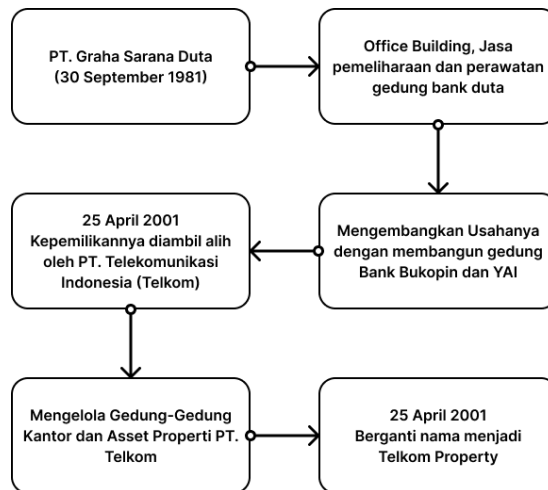 PT. Graha Sarana Duta
(30 September 1981)
Office Building, Jasa
pemeliharaan dan perawatan
gedung bank duta
Mengembangkan Usahanya
dengan membangun gedung
Bank Bukopin dan YAI
25 April 2001
Kepemilikannya diambil alih
oleh PT. Telekomunikasi
Indonesia (Telkom)
Mengelola Gedung-Gedung
Kantor dan Asset Properti PT.
Telkom
25 April 2001
Berganti nama menjadi
Telkom Property